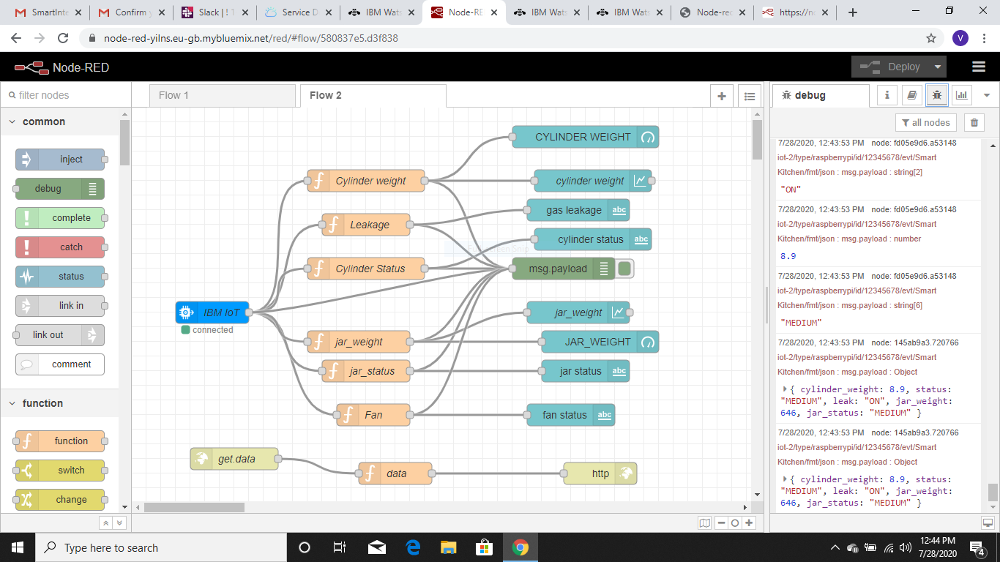 SmartInte
Confirm y
Slack | ! T
Service D
IBM Wats
Node-RE
IBM Wats
IBM Wats
Node-rec
https://no
node-red-yilns.eu-gb.mybluemix.net/red/#flow/580837e5.d3f838
V
Node-RED
Deploy
filter nodes
Flow 1
Flow 2
debug
i
all nodes
common
inject
debug
complete
catch
status
link in
link out
comment
function
function
switch
change
CYLINDER WEIGHT
Cylinder weight
cylinder weight
gas leakage
abc
Leakage
cylinder status
abc
Full-screen Snip
Cylinder Status
msg.payload
IBM IoT
connected
jar_weight
jar_weight
JAR_WEIGHT
jar_status
jar status
abc
Fan
fan status
abc
get.data
data
http
7/28/2020, 12:43:53 PM node: fd05e9d6.a53148
iot-2/type/raspberrypi/id/12345678/evt/Smart
Kitchen/fmt/json : msg.payload : string[2]
"ON"
7/28/2020, 12:43:53 PM node: fd05e9d6.a53148
iot-2/type/raspberrypi/id/12345678/evt/Smart
Kitchen/fmt/json : msg.payload : number
8.9
7/28/2020, 12:43:53 PM node: fd05e9d6.a53148
iot-2/type/raspberrypi/id/12345678/evt/Smart
Kitchen/fmt/json : msg.payload : string[6]
"MEDIUM"
7/28/2020, 12:43:53 PM node: 145ab9a3.720766
iot-2/type/raspberrypi/id/12345678/evt/Smart
Kitchen/fmt/json : msg.payload : Object
{ cylinder_weight: 8.9, status:
"MEDIUM", leak: "ON", jar_weight:
646, jar_status: "MEDIUM" }
7/28/2020, 12:43:53 PM node: 145ab9a3.720766
iot-2/type/raspberrypi/id/12345678/evt/Smart
Kitchen/fmt/json : msg.payload : Object
{ cylinder_weight: 8.9, status:
"MEDIUM", leak: "ON", jar_weight:
646, jar_status: "MEDIUM" }
Type here to search
12:44 PM
7/28/2020
4